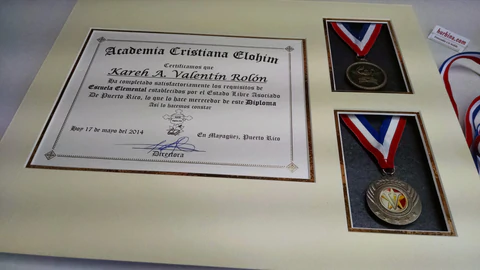 Academia Cristiana Elohim
Certificamos que
Kareh A. Valentín Rolón
Ha completado satisfactoriamente los requisitos de
Escuela Elemental establecidos por el Estado Libre Asociado
De Puerto Rico, lo que lo hace merecedor de este Diploma
Así lo hacemos constar
Hoy 17 de mayo del 2014
En Mayagüez, Puerto Rico
Directora